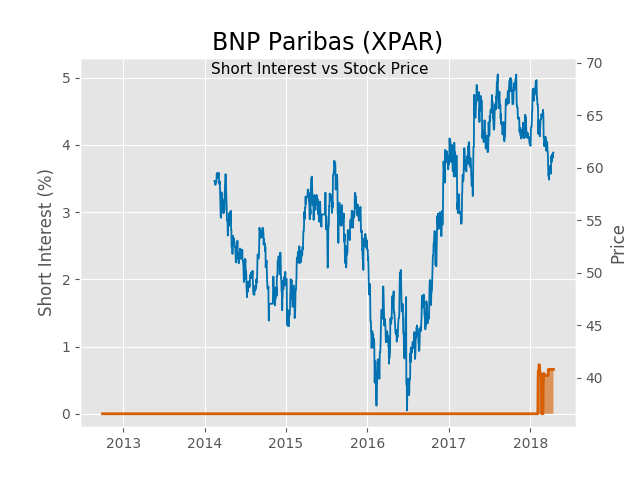 BNP Paribas (XPAR)
Short Interest vs Stock Price
Short Interest (%)
5
4
3
2
1
0
70
65
60
55
50
45
40
Price
2013 2014 2015 2016 2017 2018